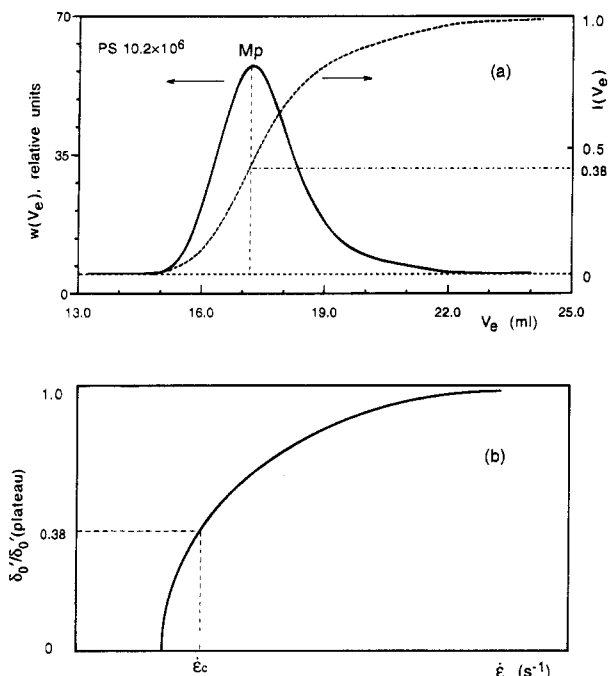 70
PS 10.2×10⁶
Mp
1.0
(a)
w(Vₑ), relative units
I(Vₑ)
35
0.5
0.38
0
0
13.0 16.0 19.0 22.0 25.0
Vₑ (ml)
1.0
(b)
δ₀′/δ₀′(plateau)
0.38
0
ε̇c
ε̇ (s⁻¹)